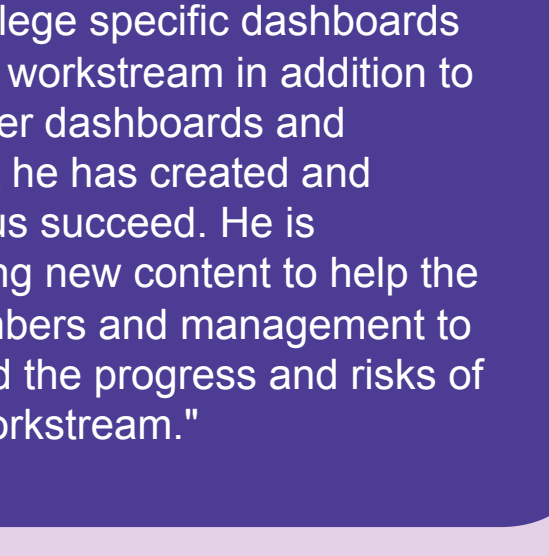 lege specific dashboards
workstream in addition to
er dashboards and
he has created and
us succeed. He is
ng new content to help the
nbers and management to
d the progress and risks of
orkstream."